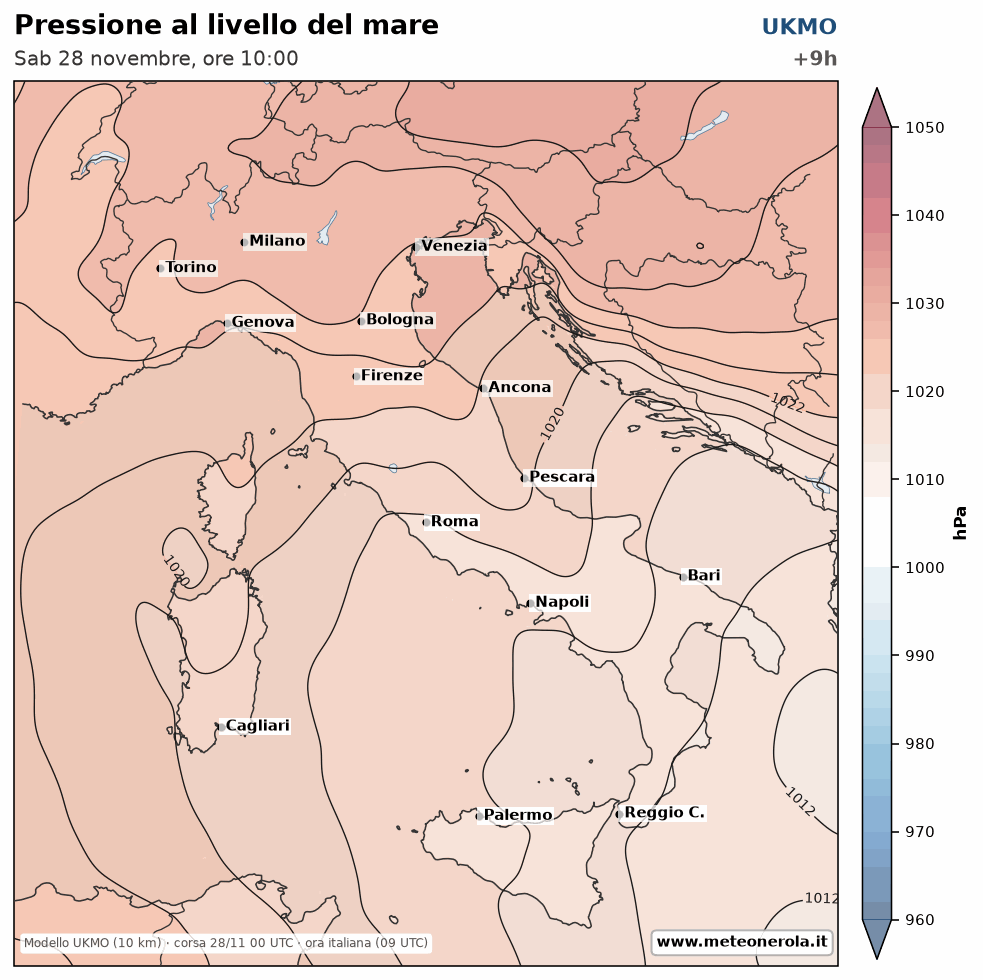 Pressione al livello del mare
UKMO
Sab 28 novembre, ore 10:00
+9h
1050
1040
1030
1020
1010
1000
990
980
970
960
hPa
Milano
Venezia
Torino
Genova
Bologna
Firenze
Ancona
1022
1020
Pescara
Roma
1020
Bari
Napoli
Cagliari
1012
Palermo
Reggio C.
1012
Modello UKMO (10 km) · corsa 28/11 00 UTC · ora italiana (09 UTC)
www.meteonerola.it